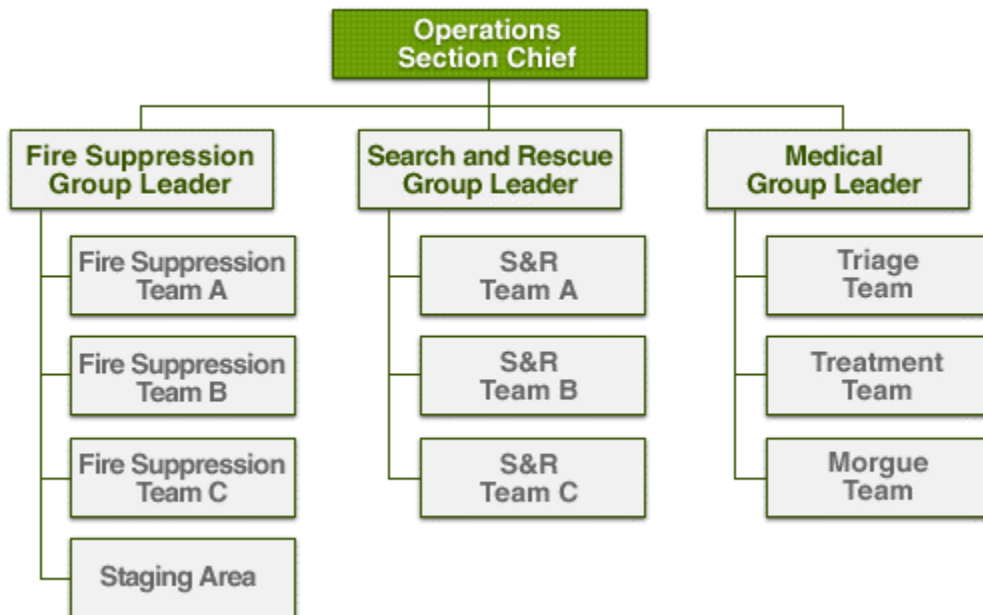 Operations
Section Chief
Fire Suppression
Group Leader
Fire Suppression
Team A
Fire Suppression
Team B
Fire Suppression
Team C
Staging Area
Search and Rescue
Group Leader
S&R
Team A
S&R
Team B
S&R
Team C
Medical
Group Leader
Triage
Team
Treatment
Team
Morgue
Team